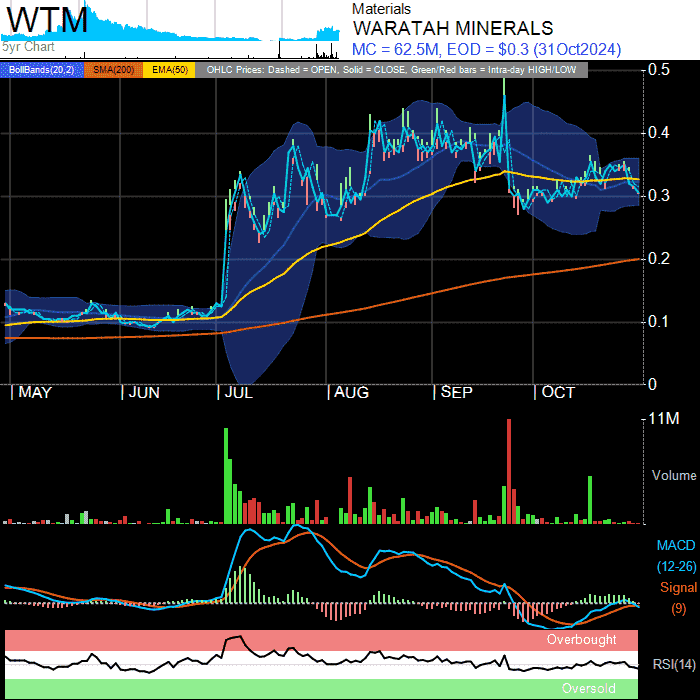 WTM
5yr Chart
Materials
WARATAH MINERALS
MC = 62.5M, EOD = $0.3 (31Oct2024)
BollBands(20,2) SMA(200) EMA(50) OHLC Prices: Dashed = OPEN, Solid = CLOSE, Green/Red bars = Intra-day HIGH/LOW
0.5
0.4
0.3
0.2
0.1
0
MAY JUN JUL AUG SEP OCT
11M
Volume
MACD
(12-26)
Signal
(9)
Overbought
RSI(14)
Oversold